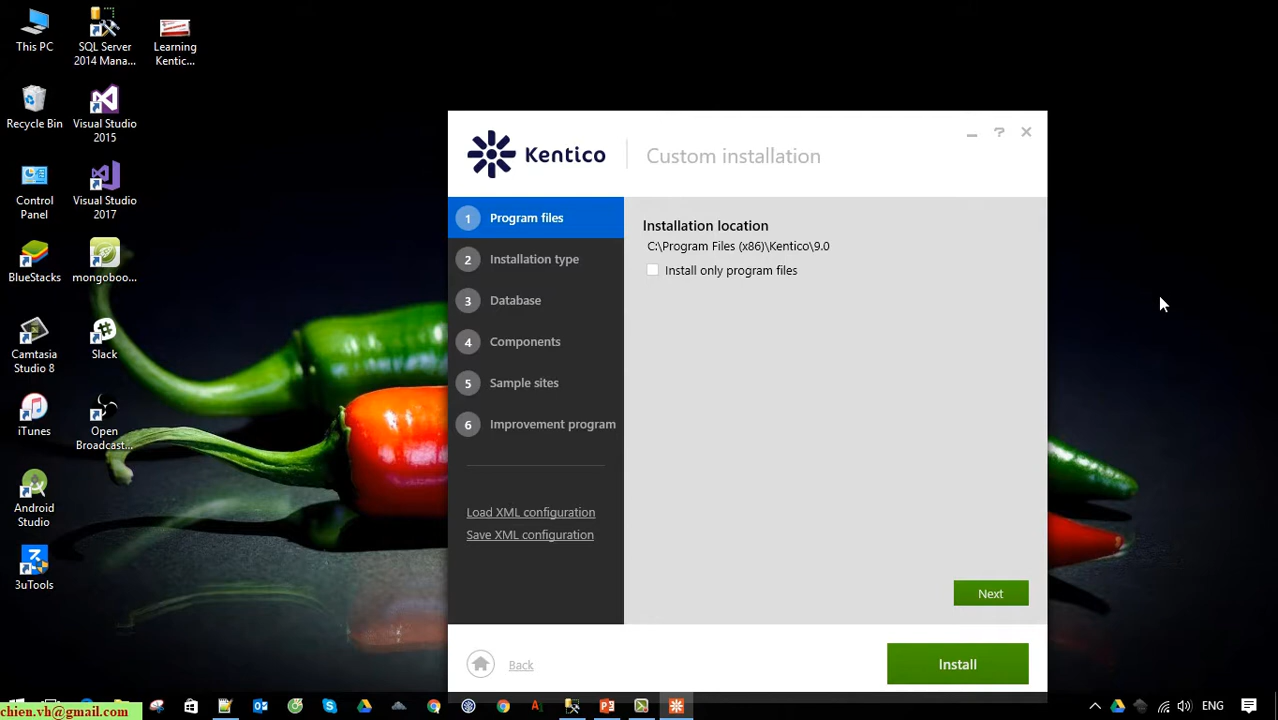 This PC
SQL Server
2014 Mana...
Learning
Kentic...
Recycle Bin
Visual Studio
2015
Control
Panel
Visual Studio
2017
BlueStacks
mongoboo...
Camtasia
Studio 8
Slack
iTunes
Open
Broadcast...
Android
Studio
3uTools
Kentico
Custom installation
1 Program files
2 Installation type
3 Database
4 Components
5 Sample sites
6 Improvement program
Load XML configuration
Save XML configuration
Installation location
C:\Program Files (x86)\Kentico\9.0
Install only program files
Next
Back
Install
chien.vh@gmail.com
ENG